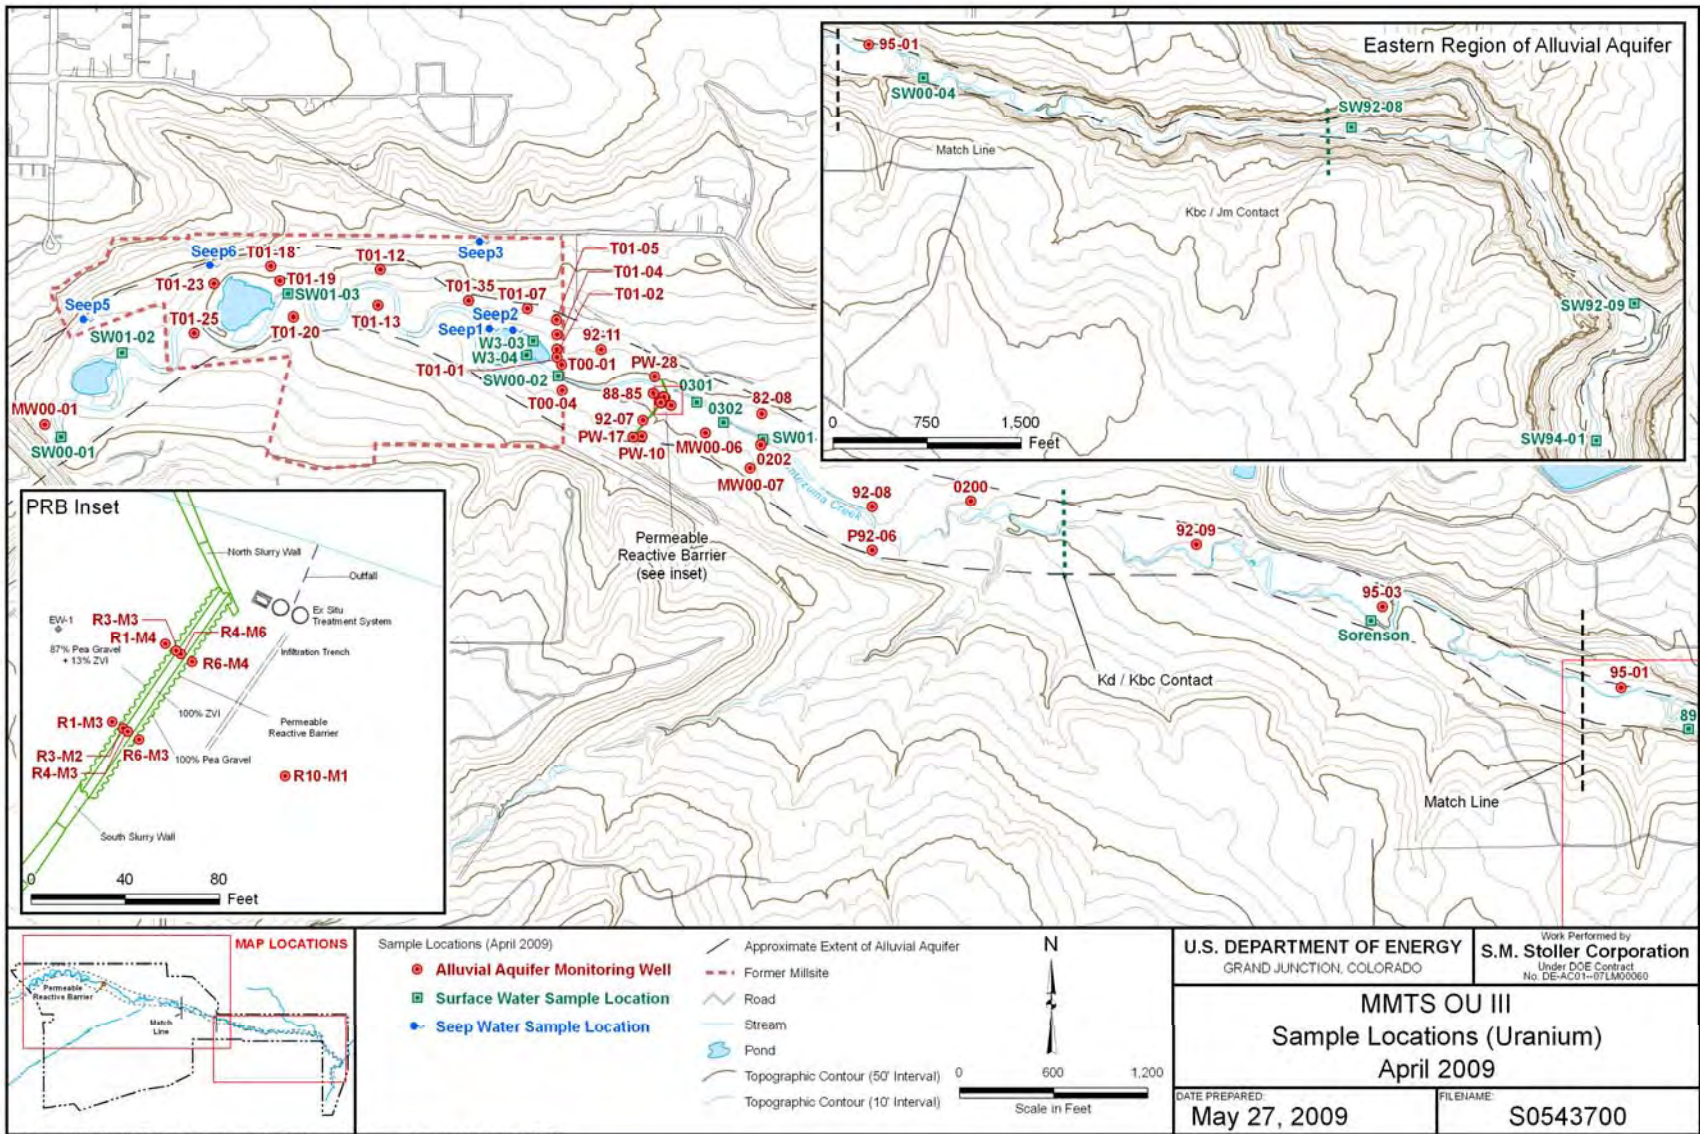 Eastern Region of Alluvial Aquifer
95-01
SW00-04
SW92-08
Match Line
Kbc / Jm Contact
SW92-09
SW94-01
0
750
1,500
Feet
Seep6
T01-18
Seep3
T01-05
T01-12
T01-04
T01-23
T01-19
T01-02
SW01-03
T01-35
T01-07
Seep5
T01-25
T01-20
T01-13
Seep2
Seep1
SW01-02
W3-03
92-11
W3-04
T01-01
T00-01
PW-28
SW00-02
88-85
0301
MW00-01
T00-04
0302
82-08
92-07
SW00-01
PW-17
MW00-06
SW01-
PW-10
0202
MW00-07
92-08
0200
P92-06
92-09
Permeable
Reactive Barrier
(see inset)
95-03
Sorenson
Kd / Kbc Contact
95-01
89
Match Line
PRB Inset
North Slurry Wall
Outfall
Ex Situ
Treatment System
EW-1
R3-M3
R1-M4
R4-M6
87% Pea Gravel
+ 13% ZVI
R6-M4
Infiltration Trench
100% ZVI
R1-M3
Permeable
Reactive Barrier
R3-M2
R6-M3
100% Pea Gravel
R4-M3
R10-M1
South Slurry Wall
0
40
80
Feet
MAP LOCATIONS
Permeable
Reactive Barrier
Match
Line
Sample Locations (April 2009)
Alluvial Aquifer Monitoring Well
Surface Water Sample Location
Seep Water Sample Location
Approximate Extent of Alluvial Aquifer
Former Millsite
Road
Stream
Pond
Topographic Contour (50' Interval)
Topographic Contour (10' Interval)
N
0
600
1,200
Scale in Feet
U.S. DEPARTMENT OF ENERGY
GRAND JUNCTION, COLORADO
Work Performed by
S.M. Stoller Corporation
Under DOE Contract
No. DE-AC01-07LM00060
MMTS OU III
Sample Locations (Uranium)
April 2009
DATE PREPARED:
May 27, 2009
FILENAME:
S0543700